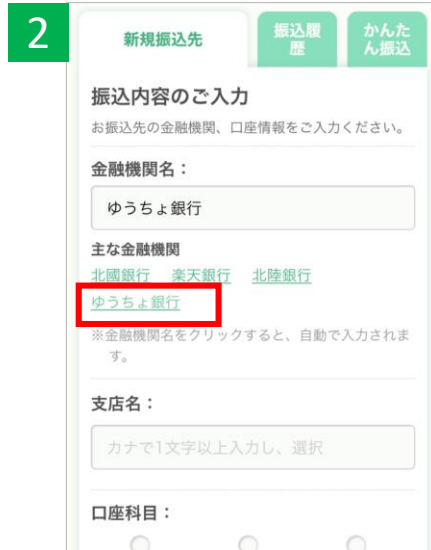 2
新規振込先
振込履
歴
かんた
ん振込
振込内容のご入力
お振込先の金融機関、口座情報をご入力ください。
金融機関名：
ゆうちょ銀行
主な金融機関
北國銀行 楽天銀行 北陸銀行
ゆうちょ銀行
※金融機関名をクリックすると、自動で入力されま
す。
支店名：
カナで1文字以上入力し、選択
口座科目：